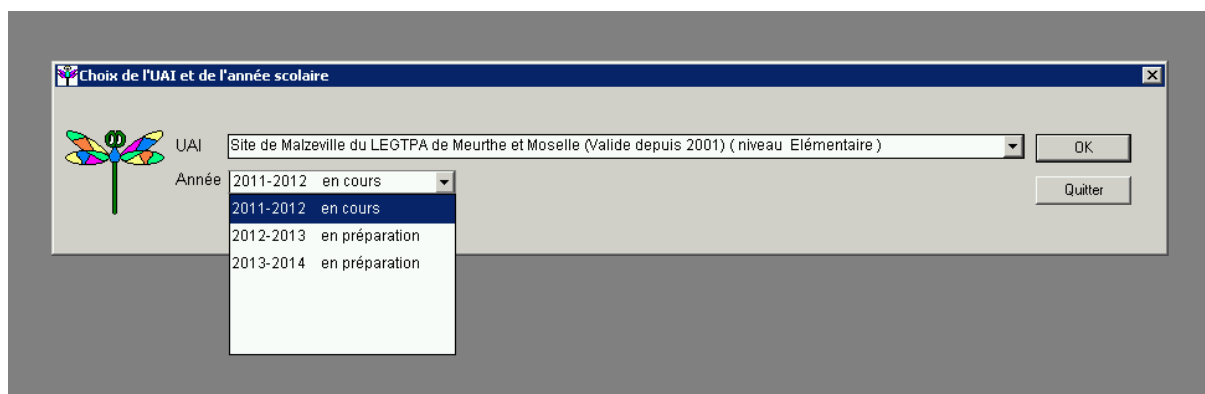 Choix de l'UAI et de l'année scolaire
UAI Site de Malzeville du LEGTPA de Meurthe et Moselle (Valide depuis 2001) ( niveau Elémentaire ) OK
Année 2011-2012 en cours Quitter
2011-2012 en cours
2012-2013 en préparation
2013-2014 en préparation